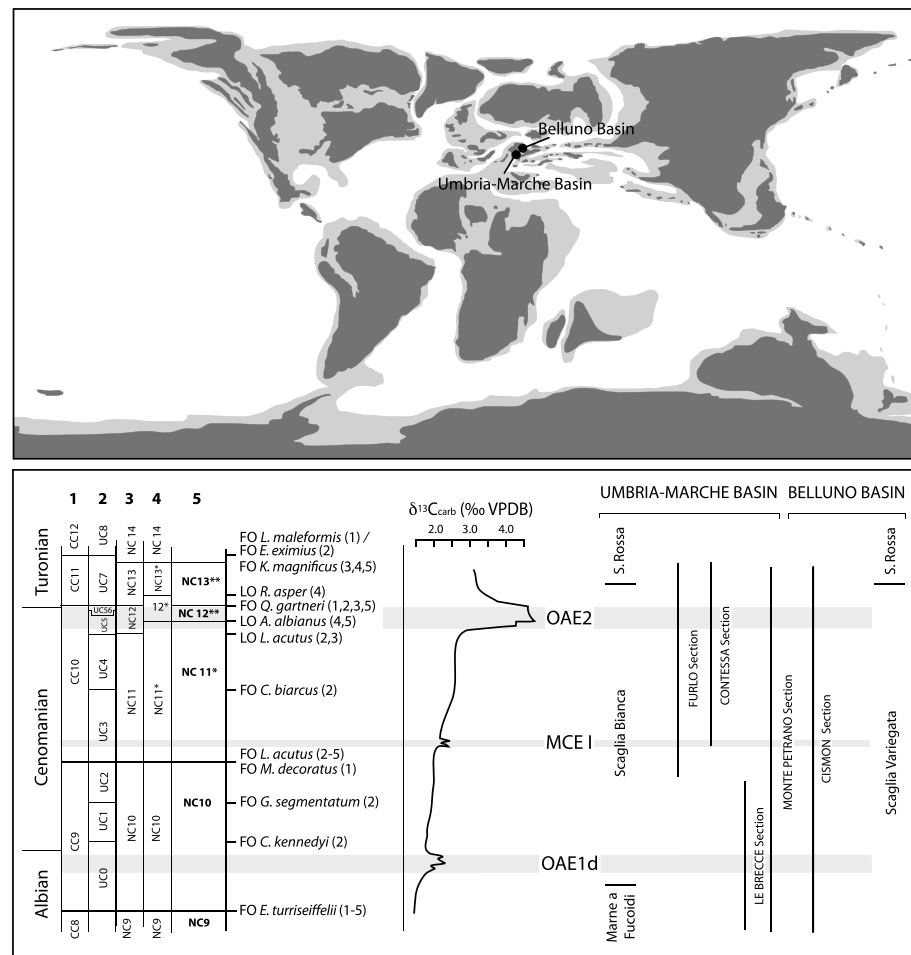 Belluno Basin
Umbria-Marche Basin
1 2 3 4 5
δ13Ccarb (‰ VPDB)
2.0 3.0 4.0
UMBRIA-MARCHE BASIN
BELLUNO BASIN
Turonian
Cenomanian
Albian
CC12
CC11
CC10
CC9
CC8
UC8
UC7
UC56
UC5
UC4
UC3
UC2
UC1
UC0
NC 14
NC13
NC12
NC11
NC10
NC9
NC 14
NC13*
12*
NC11*
NC10
NC9
NC13**
NC 12**
NC 11*
NC10
NC9
FO L. maleformis (1) /
FO E. eximius (2)
FO K. magnificus (3,4,5)
LO R. asper (4)
FO Q. gartneri (1,2,3,5)
LO A. albianus (4,5)
LO L. acutus (2,3)
FO C. biarcus (2)
FO L. acutus (2-5)
FO M. decoratus (1)
FO G. segmentatum (2)
FO C. kennedyi (2)
FO E. turriseiffelii (1-5)
OAE2
MCE I
OAE1d
S. Rossa
Scaglia Bianca
Marne a
Fucoidi
FURLO Section
CONTESSA Section
LE BRECCE Section
MONTE PETRANO Section
CISMON Section
S. Rossa
Scaglia Variegata